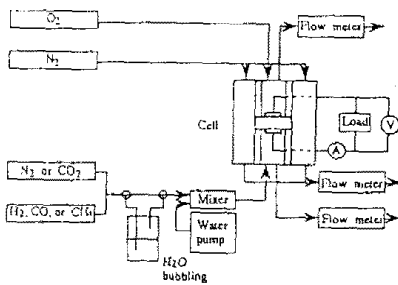 O2
Flow meter
N2
Cell
Load
V
A
N2 or CO2
Mixer
Flow meter
H2, CO, or CH4
Water
pump
Flow meter
H2O
bubbling